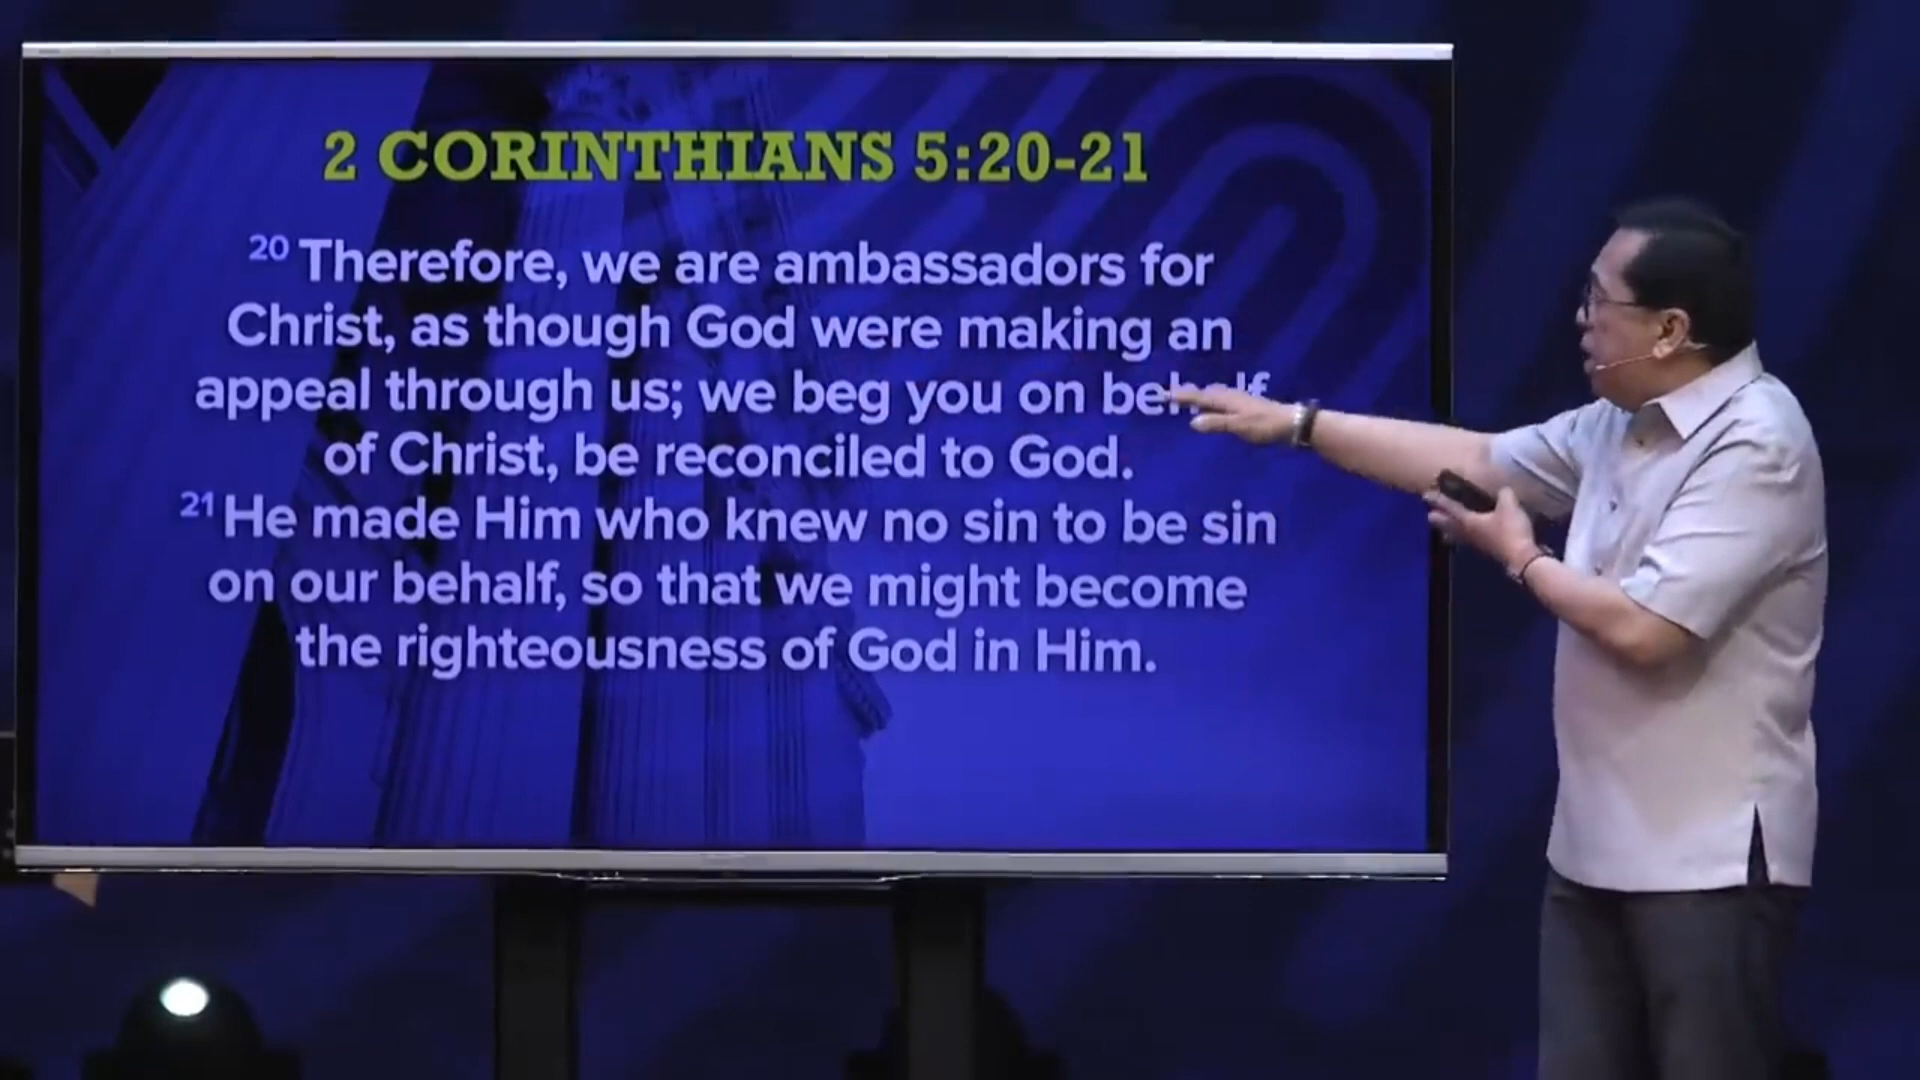 2 CORINTHIANS 5:20-21
20 Therefore, we are ambassadors for
Christ, as though God were making an
appeal through us; we beg you on behalf
of Christ, be reconciled to God.
21 He made Him who knew no sin to be sin
on our behalf, so that we might become
the righteousness of God in Him.